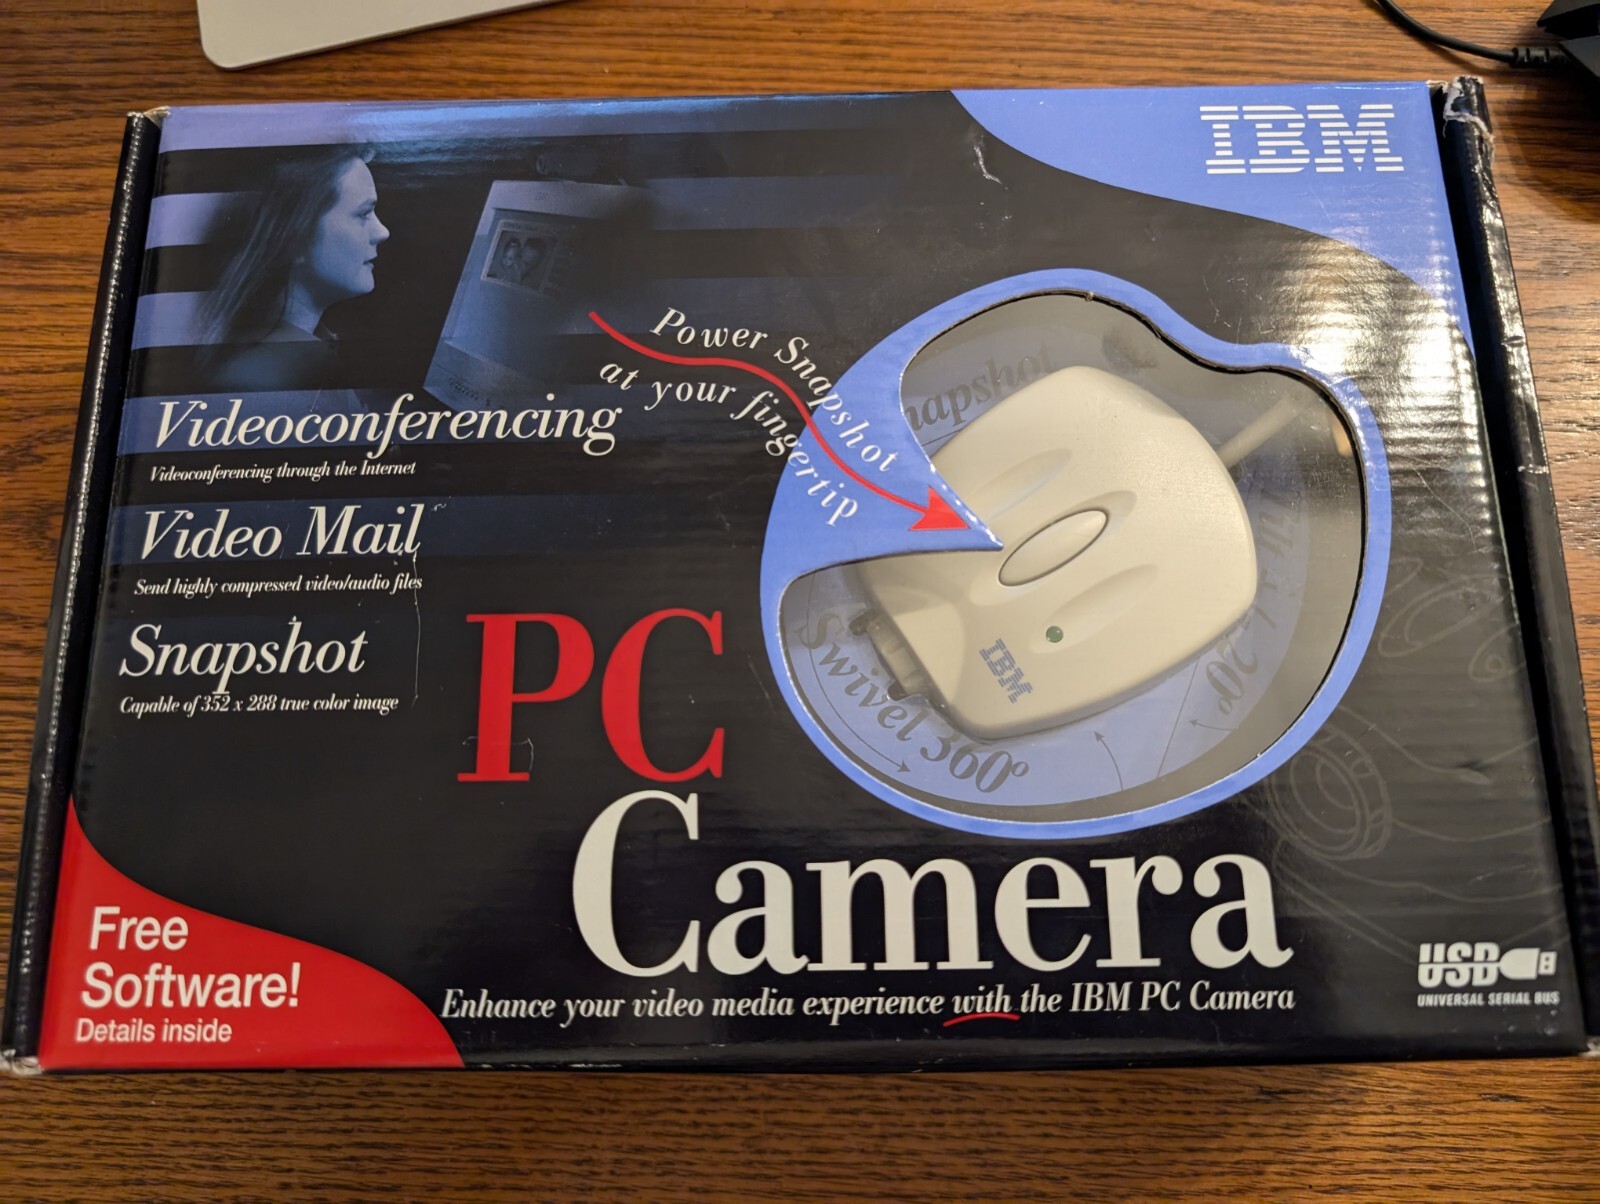 IBM
Power Snapshot
at your fingertip
Videoconferencing
Videoconferencing through the Internet
Video Mail
Send highly compressed video/audio files
Snapshot
Capable of 352 x 288 true color image
IBM
Swivel 360°
PC
Camera
Enhance your video media experience with the IBM PC Camera
Free
Software!
Details inside
USB
UNIVERSAL SERIAL BUS